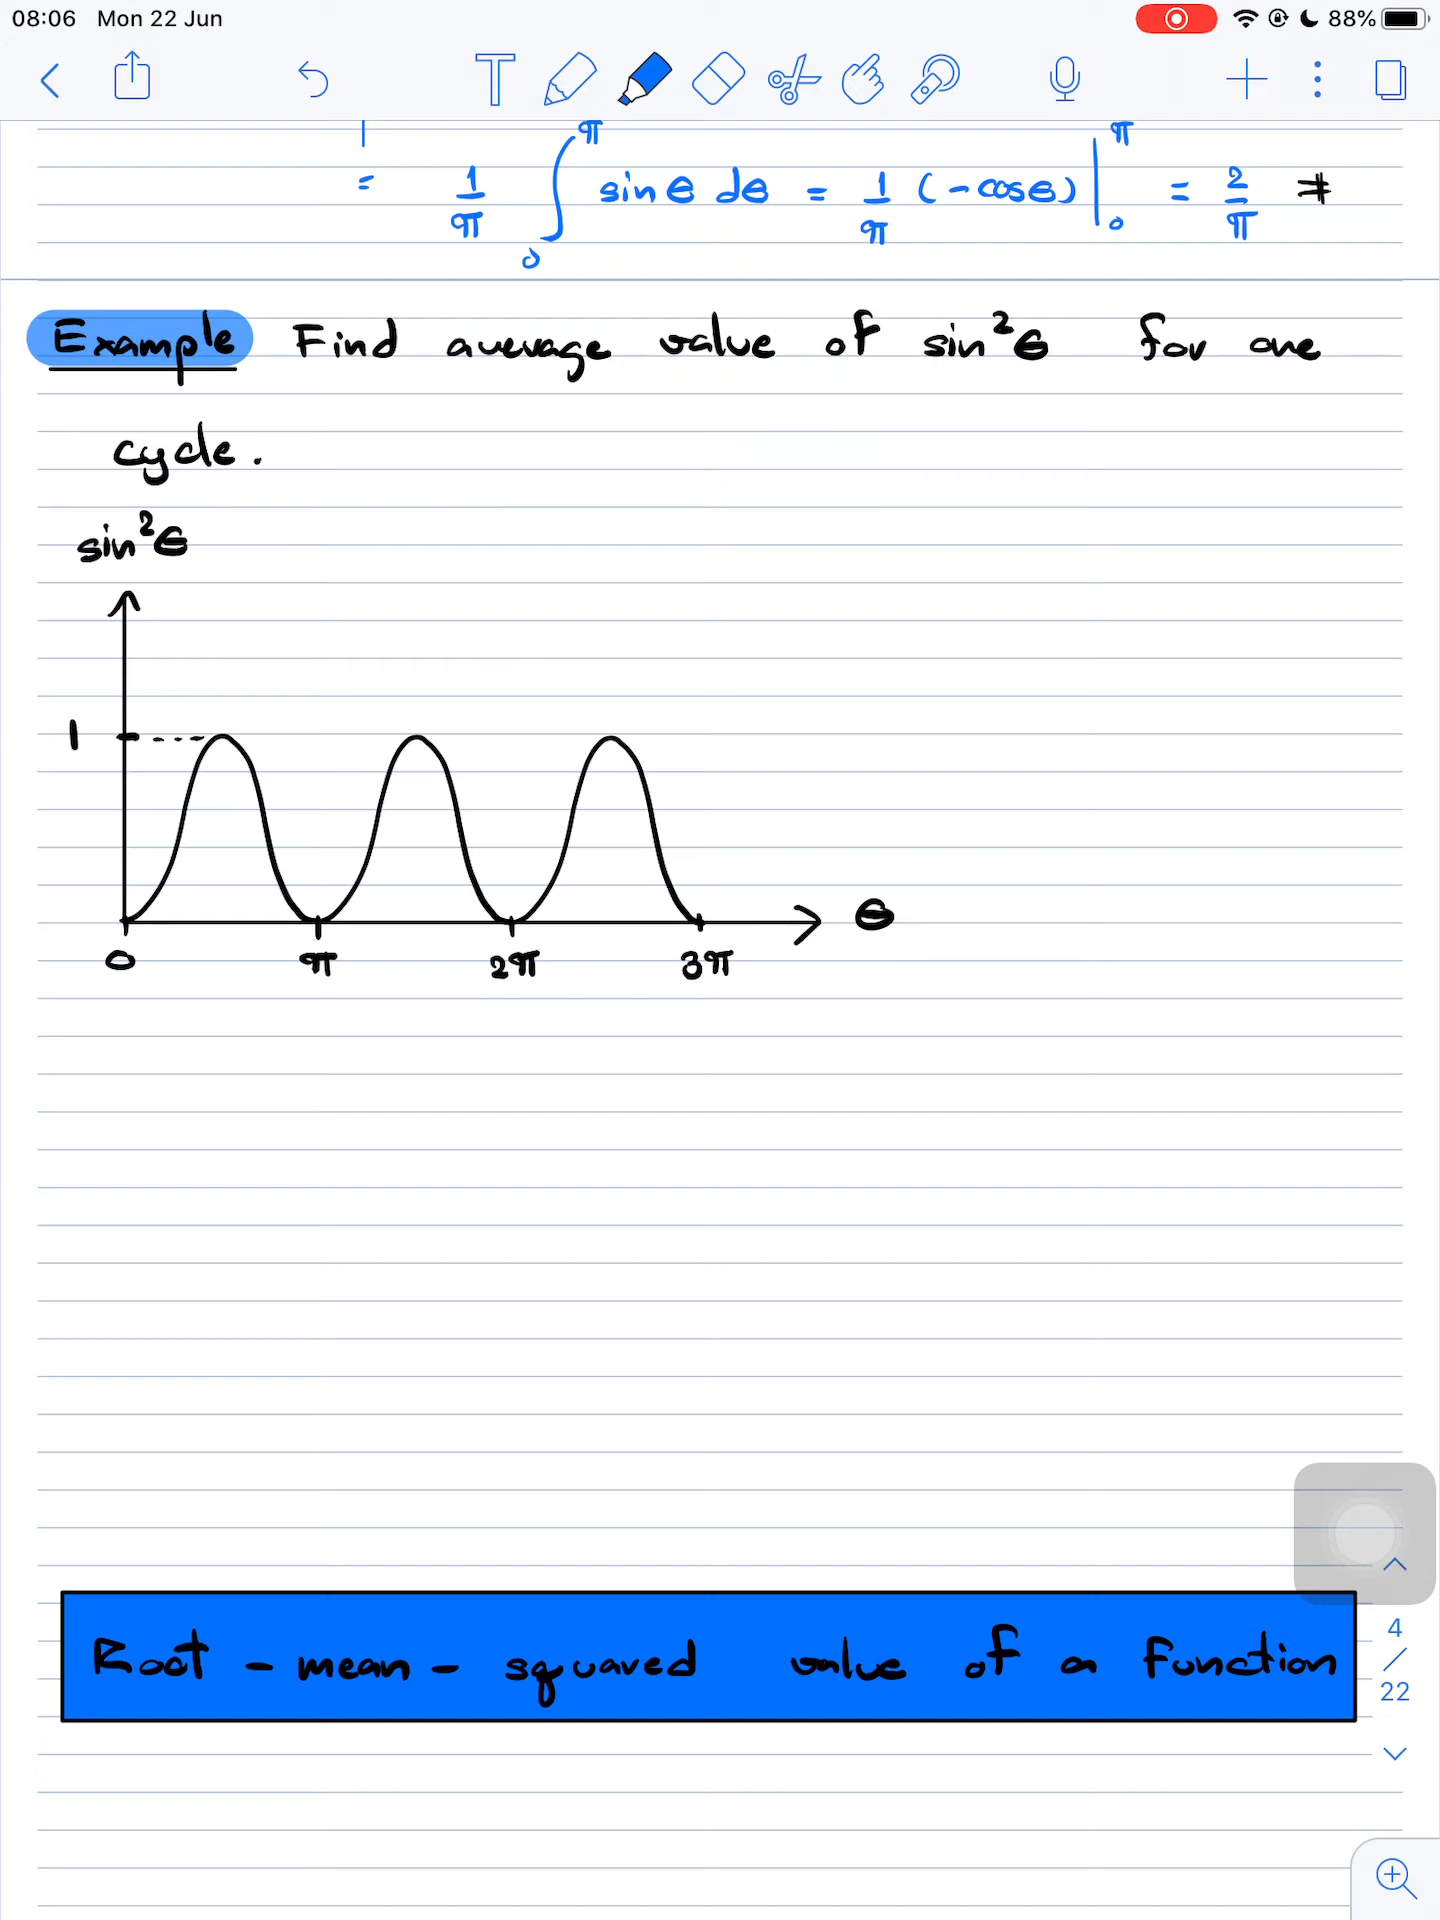 08:06 Mon 22 Jun 88%
T
π π
= 1/π ∫ sinθ dθ = 1/π (-cosθ) | = 2/π #
0 0
Example Find average value of sin²θ for one
cycle.
sin²θ
1
θ
0 π 2π 3π
Root - mean - squared value of a function
4
/
22